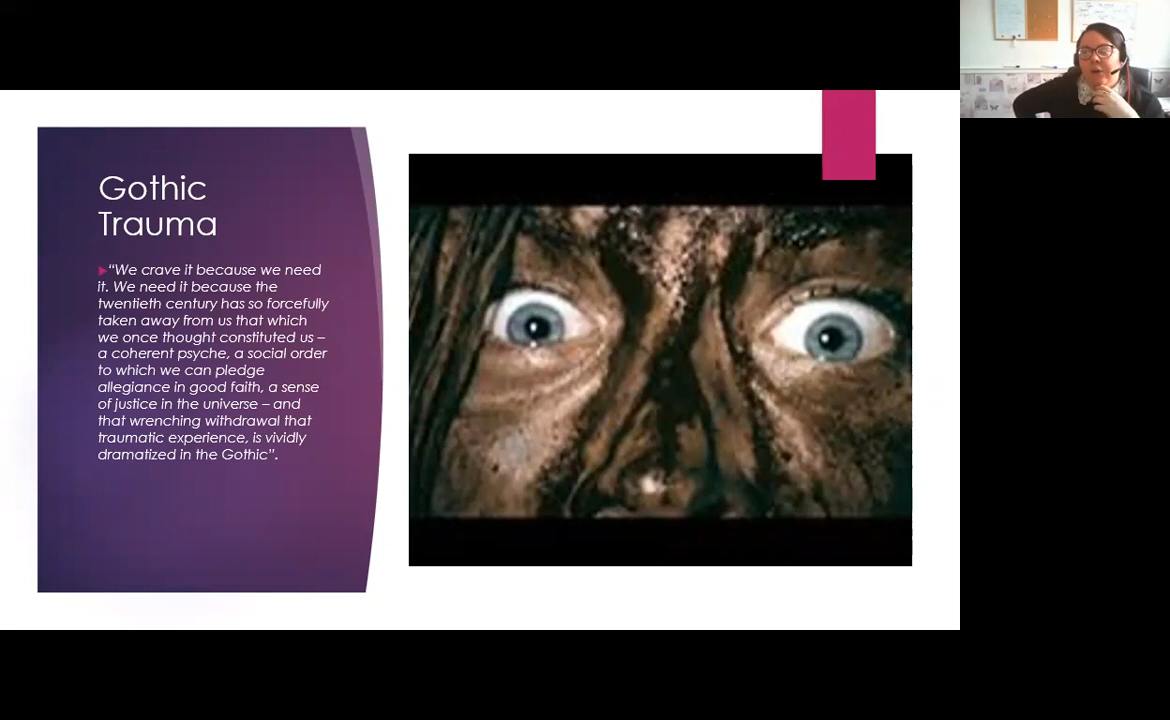 Gothic
Trauma
“We crave it because we need
it. We need it because the
twentieth century has so forcefully
taken away from us that which
we once thought constituted us –
a coherent psyche, a social order
to which we can pledge
allegiance in good faith, a sense
of justice in the universe – and
that wrenching withdrawal that
traumatic experience, is vividly
dramatized in the Gothic”.